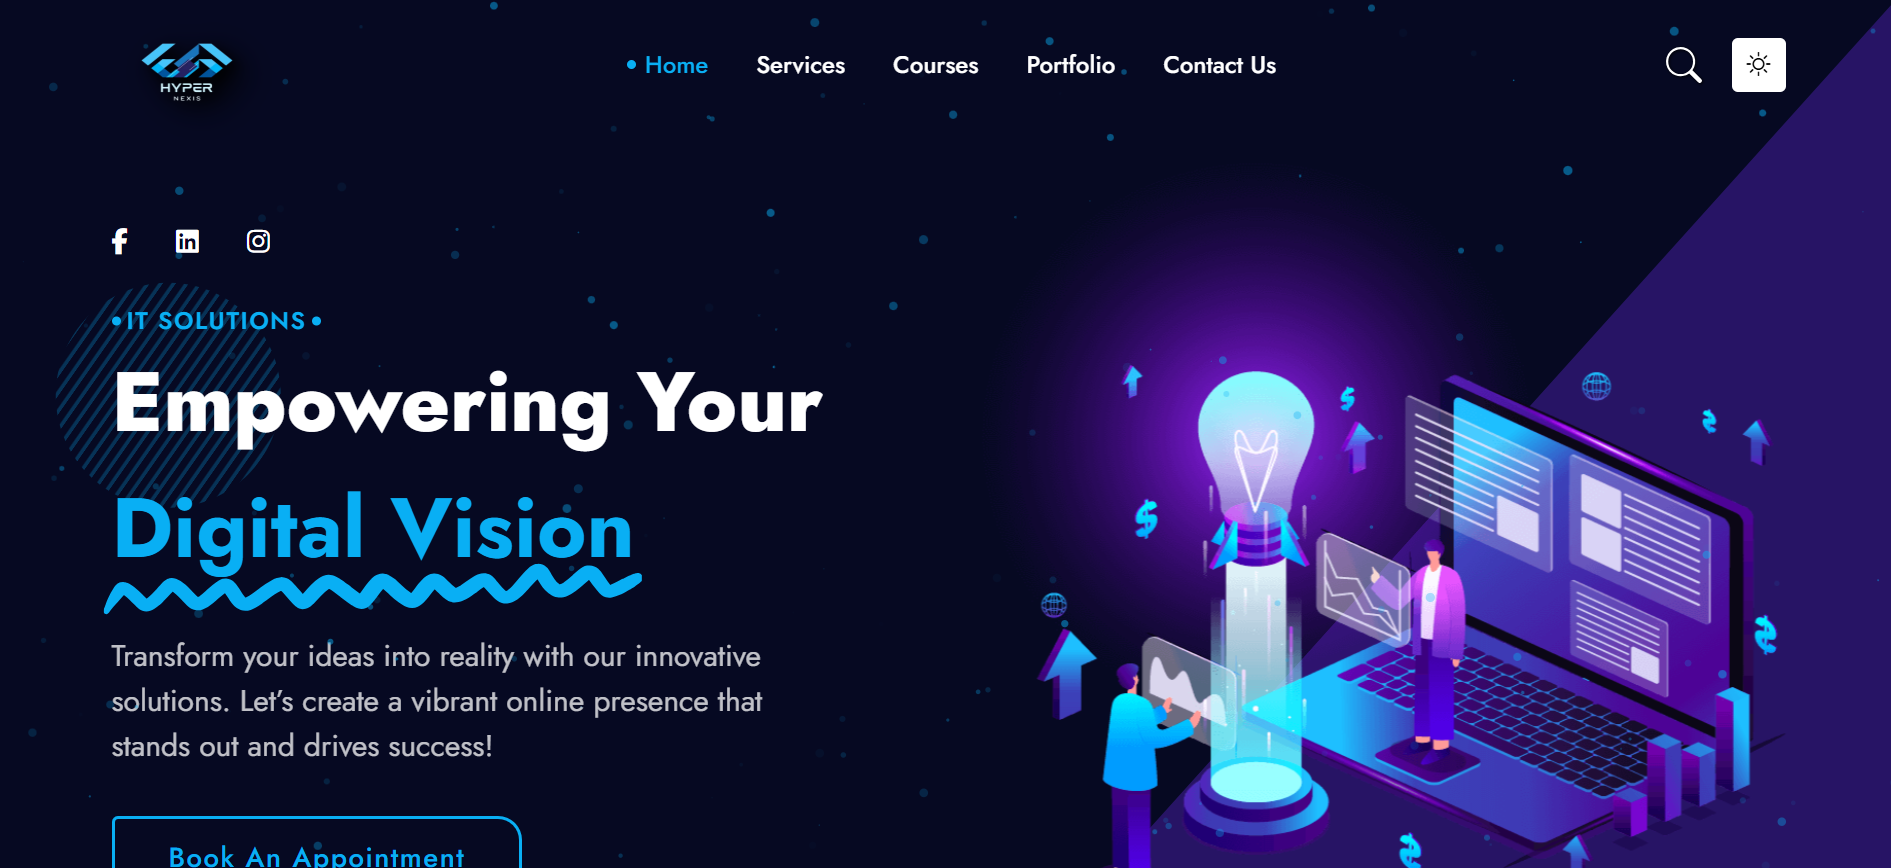 HYPER
NEXIS
Home Services Courses Portfolio Contact Us
IT SOLUTIONS
Empowering Your
Digital Vision
Transform your ideas into reality with our innovative
solutions. Let’s create a vibrant online presence that
stands out and drives success!
Book An Appointment